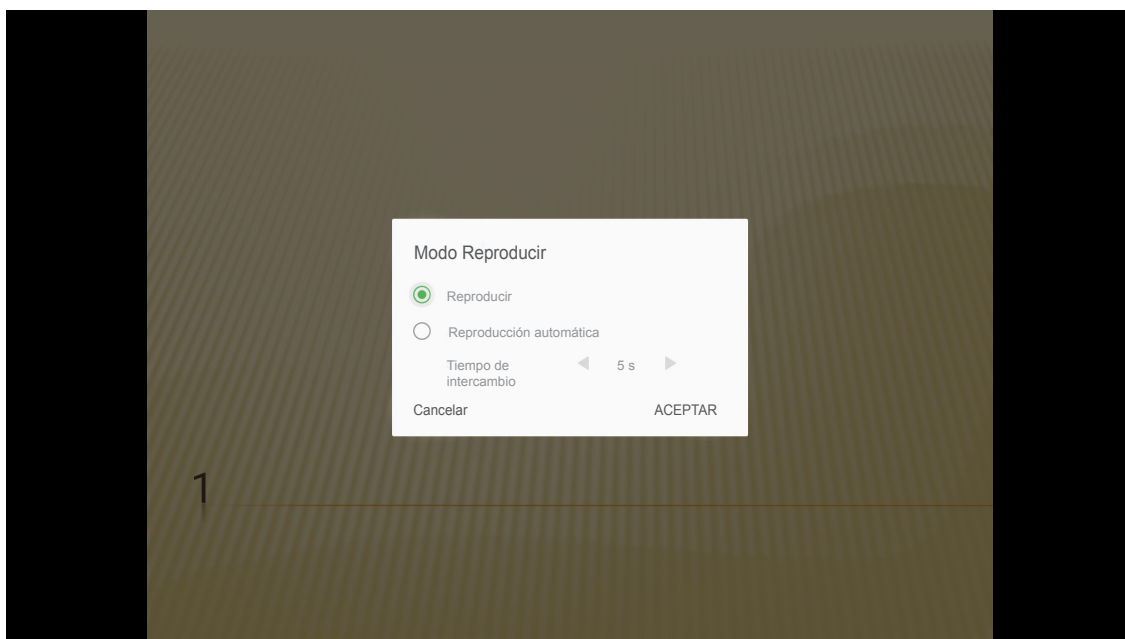 Modo Reproducir
Reproducir
Reproducción automática
Tiempo de
intercambio
5 s
Cancelar
ACEPTAR
1